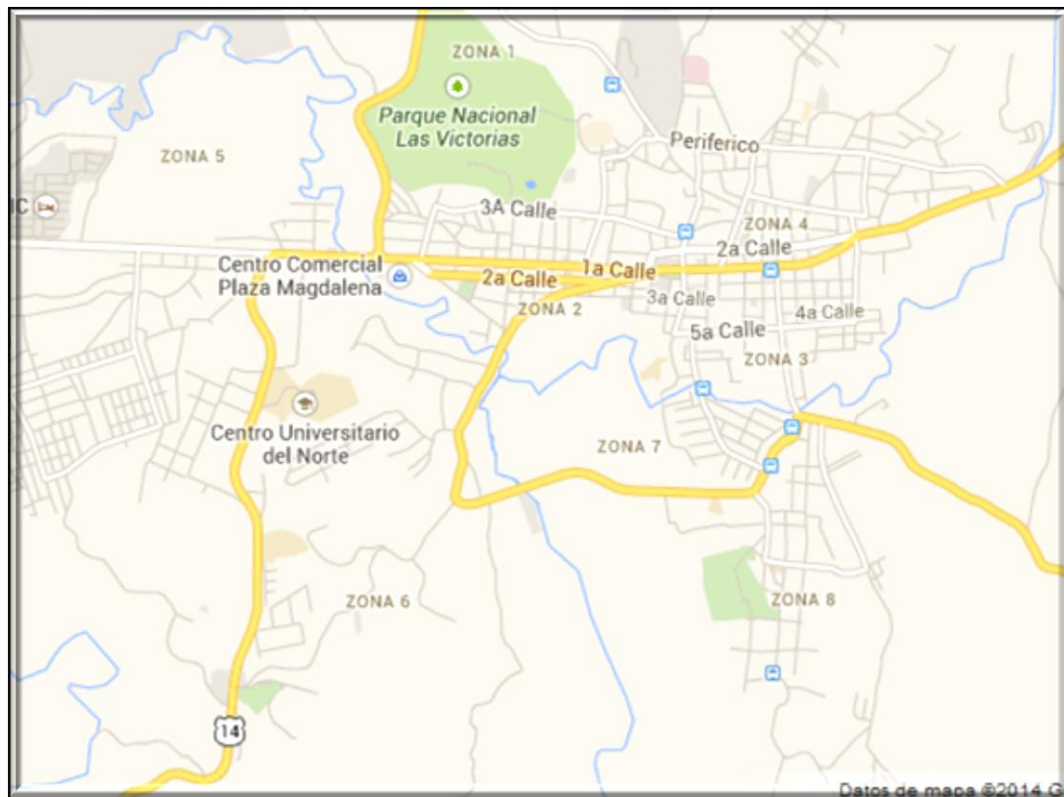 ZONA 1
Parque Nacional
Las Victorias
Periferico
ZONA 5
3A Calle
ZONA 4
2a Calle
1a Calle
Centro Comercial
Plaza Magdalena
2a Calle
3a Calle
ZONA 2
4a Calle
5a Calle
ZONA 3
Centro Universitario
del Norte
ZONA 7
ZONA 6
ZONA 8
14
Datos de mapa ©2014 G